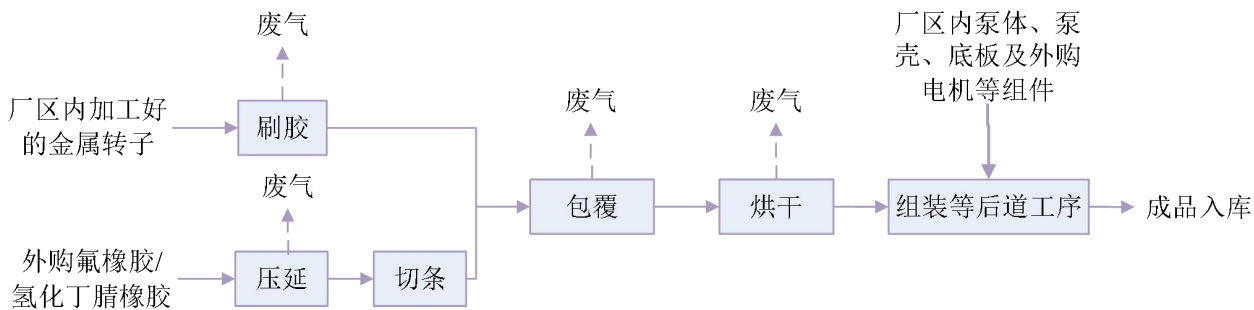 废气
厂区内加工好
的金属转子
刷胶
废气
外购氟橡胶/
氢化丁腈橡胶
压延
切条
废气
包覆
废气
烘干
厂区内泵体、泵
壳、底板及外购
电机等组件
组装等后道工序
成品入库